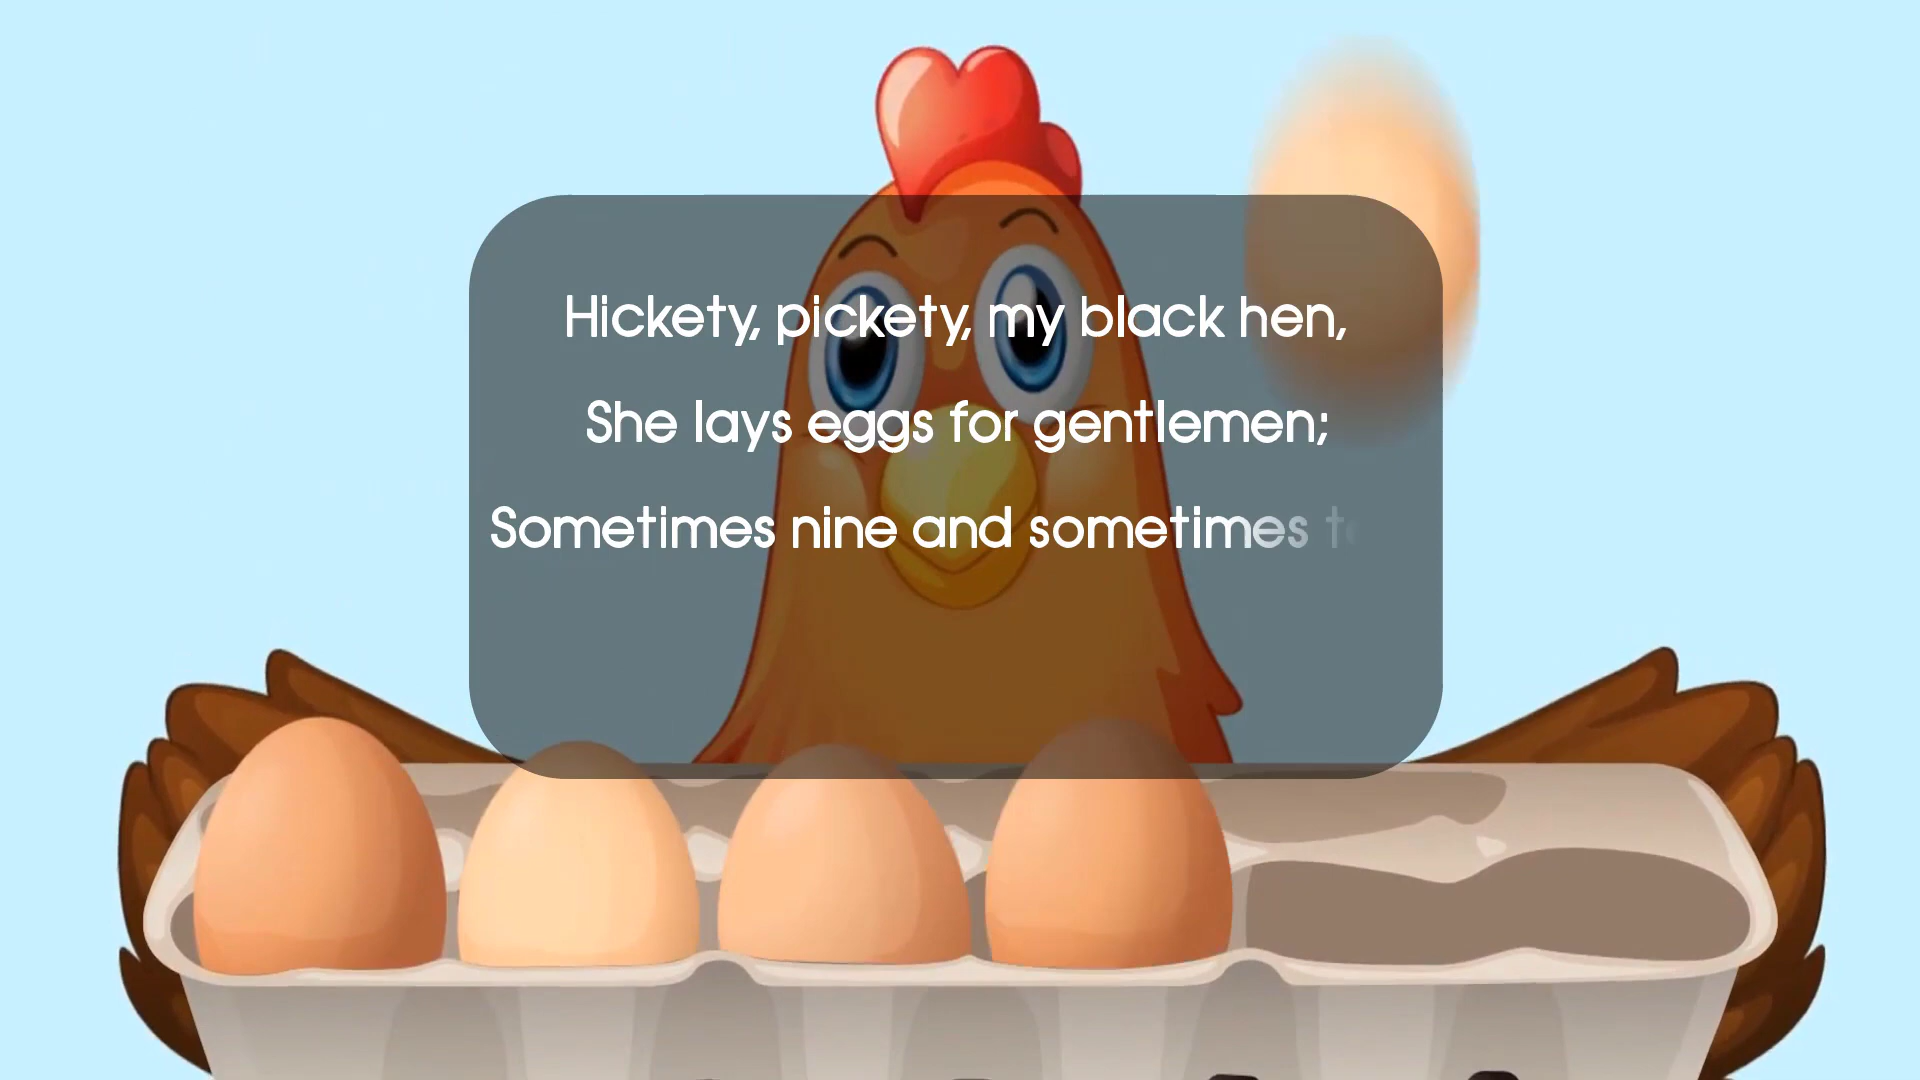 Hickety, pickety, my black hen,
She lays eggs for gentlemen;
Sometimes nine and sometimes